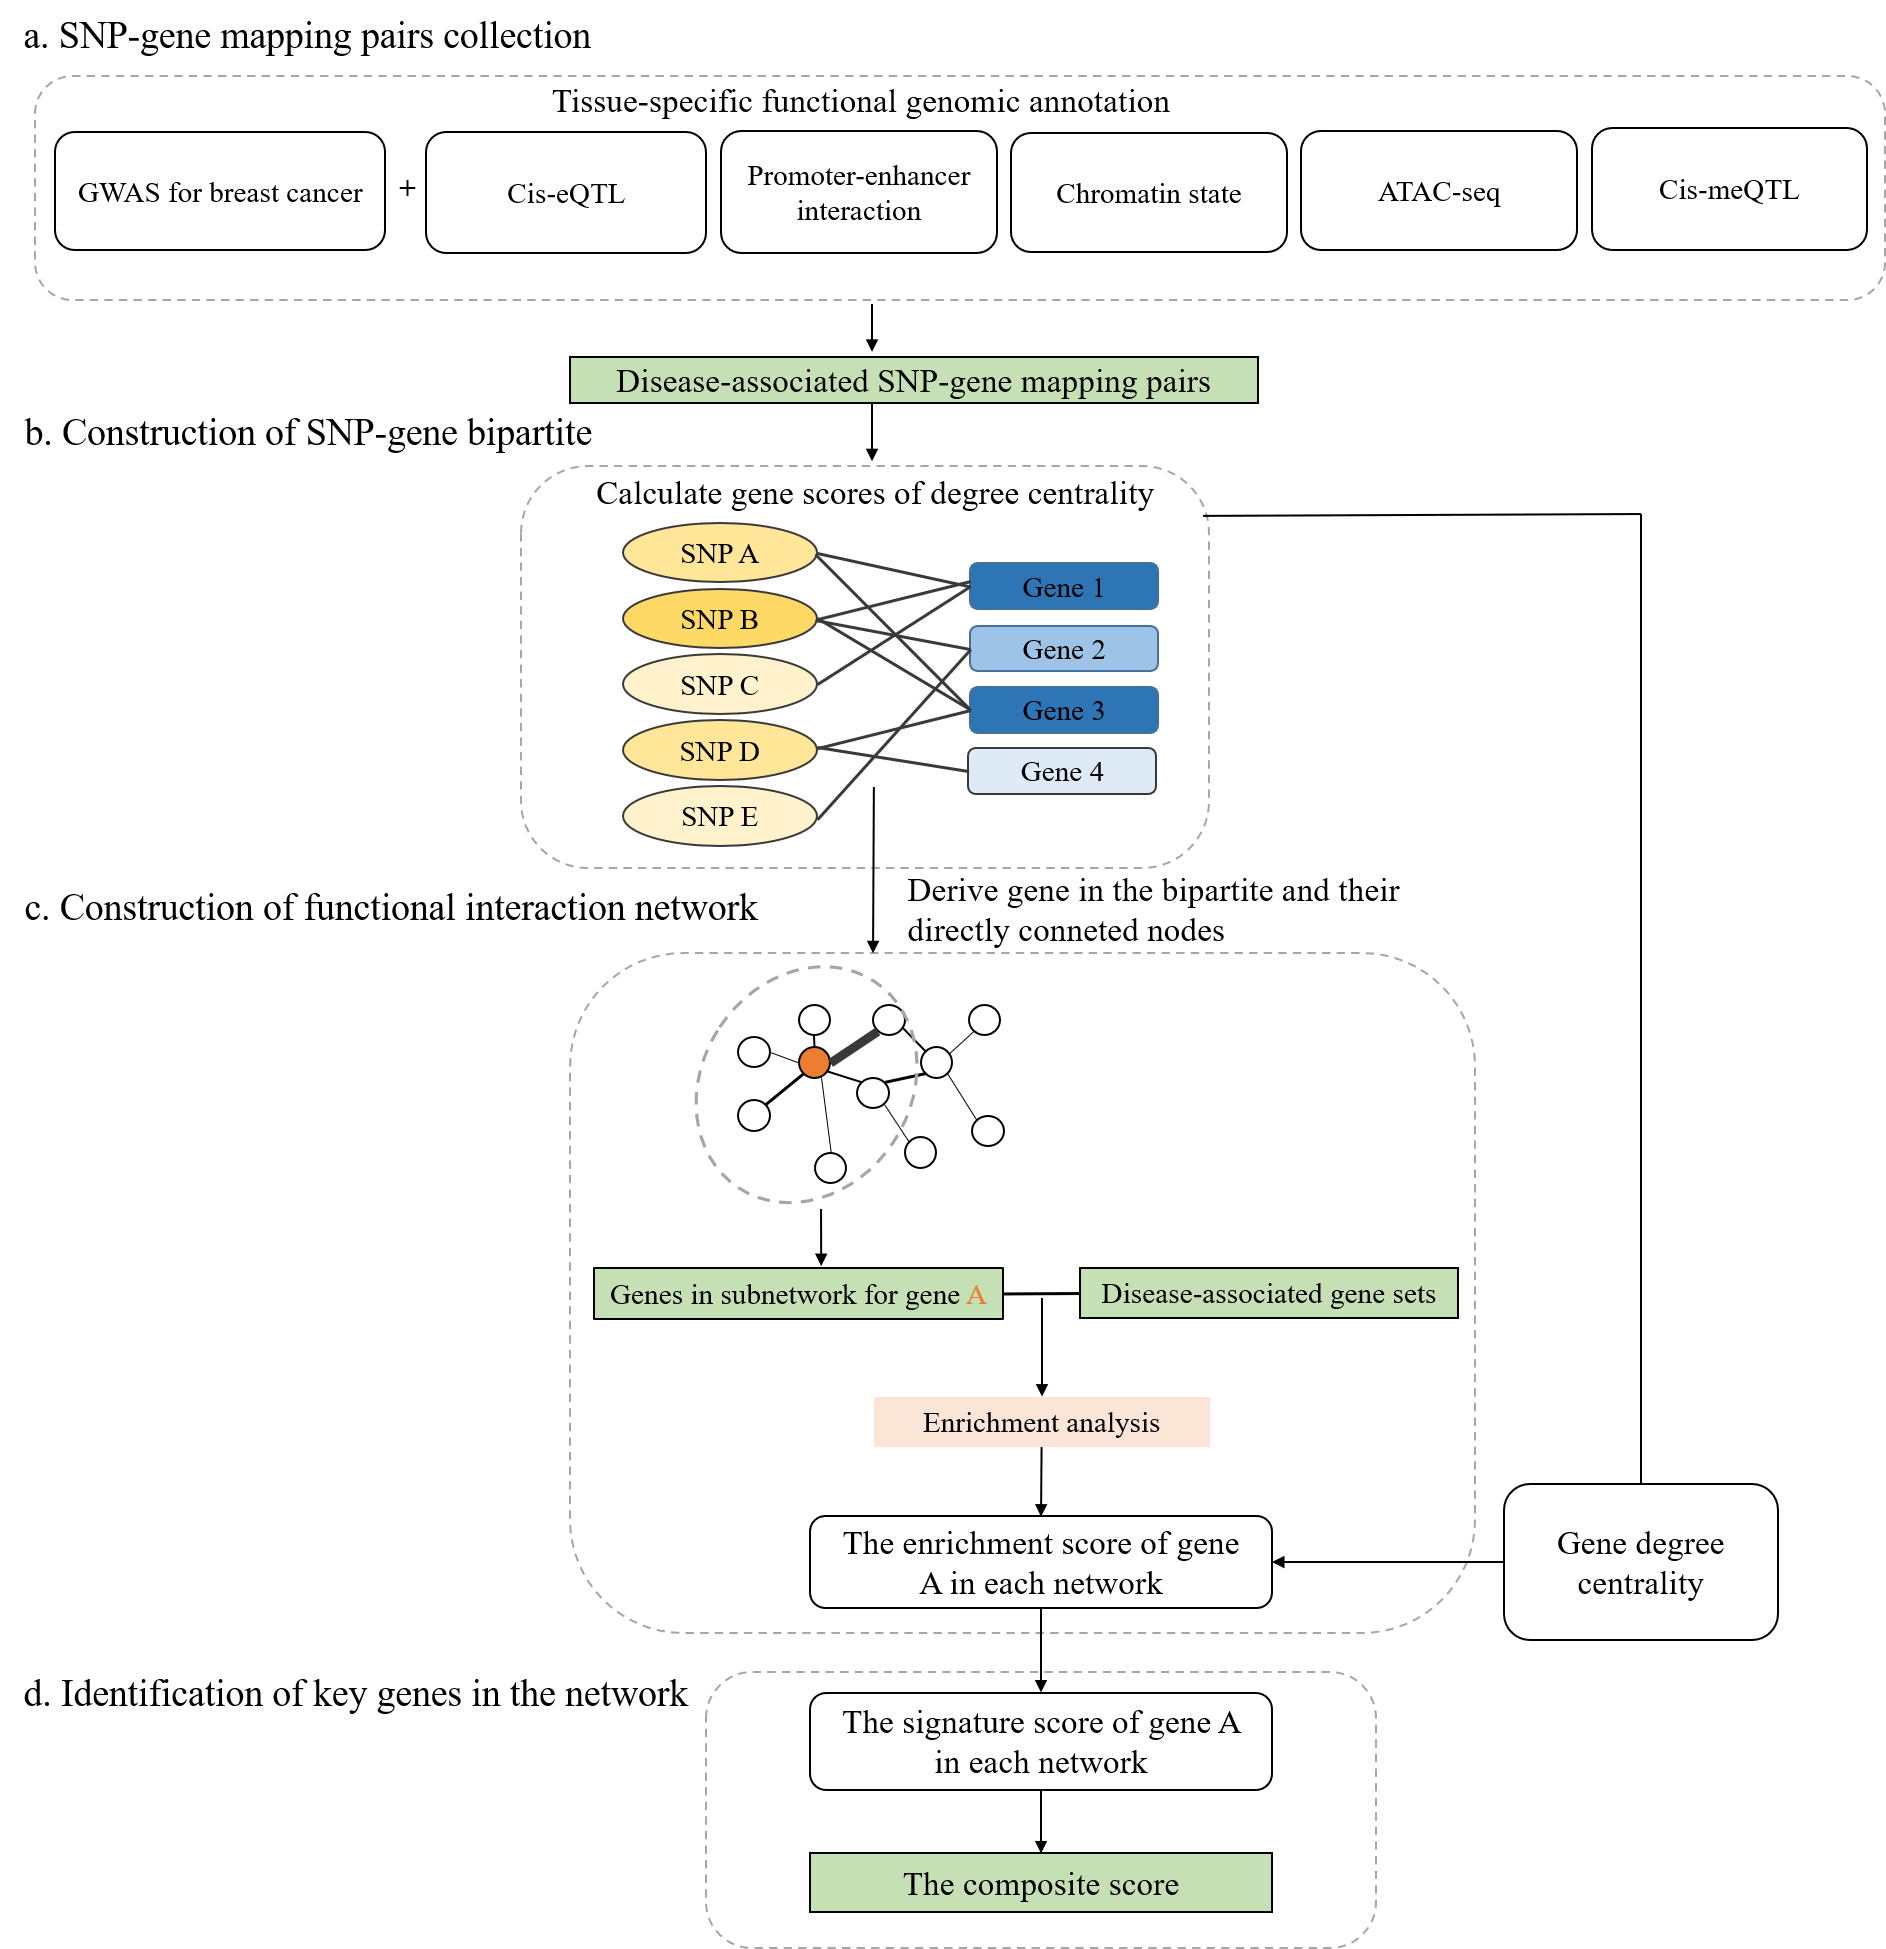 a. SNP-gene mapping pairs collection
Tissue-specific functional genomic annotation
GWAS for breast cancer
+
Cis-eQTL
Promoter-enhancer
interaction
Chromatin state
ATAC-seq
Cis-meQTL
Disease-associated SNP-gene mapping pairs
b. Construction of SNP-gene bipartite
Calculate gene scores of degree centrality
SNP A
SNP B
SNP C
SNP D
SNP E
Gene 1
Gene 2
Gene 3
Gene 4
c. Construction of functional interaction network
Derive gene in the bipartite and their
directly conneted nodes
Genes in subnetwork for gene A
Disease-associated gene sets
Enrichment analysis
The enrichment score of gene
A in each network
Gene degree
centrality
d. Identification of key genes in the network
The signature score of gene A
in each network
The composite score